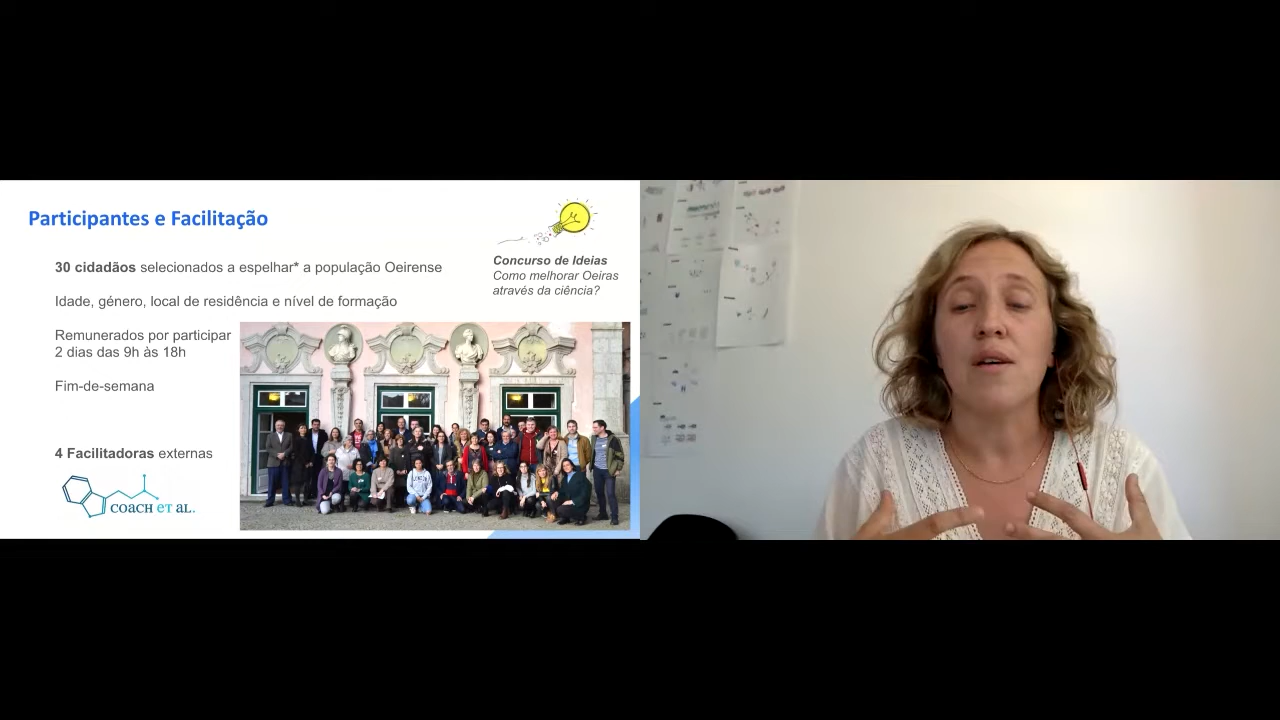 Participantes e Facilitação
30 cidadãos selecionados a espelhar* a população Oeirense
Idade, género, local de residência e nível de formação
Remunerados por participar
2 dias das 9h às 18h
Fim-de-semana
4 Facilitadoras externas
COACH ET AL.
Concurso de Ideias
Como melhorar Oeiras
através da ciência?